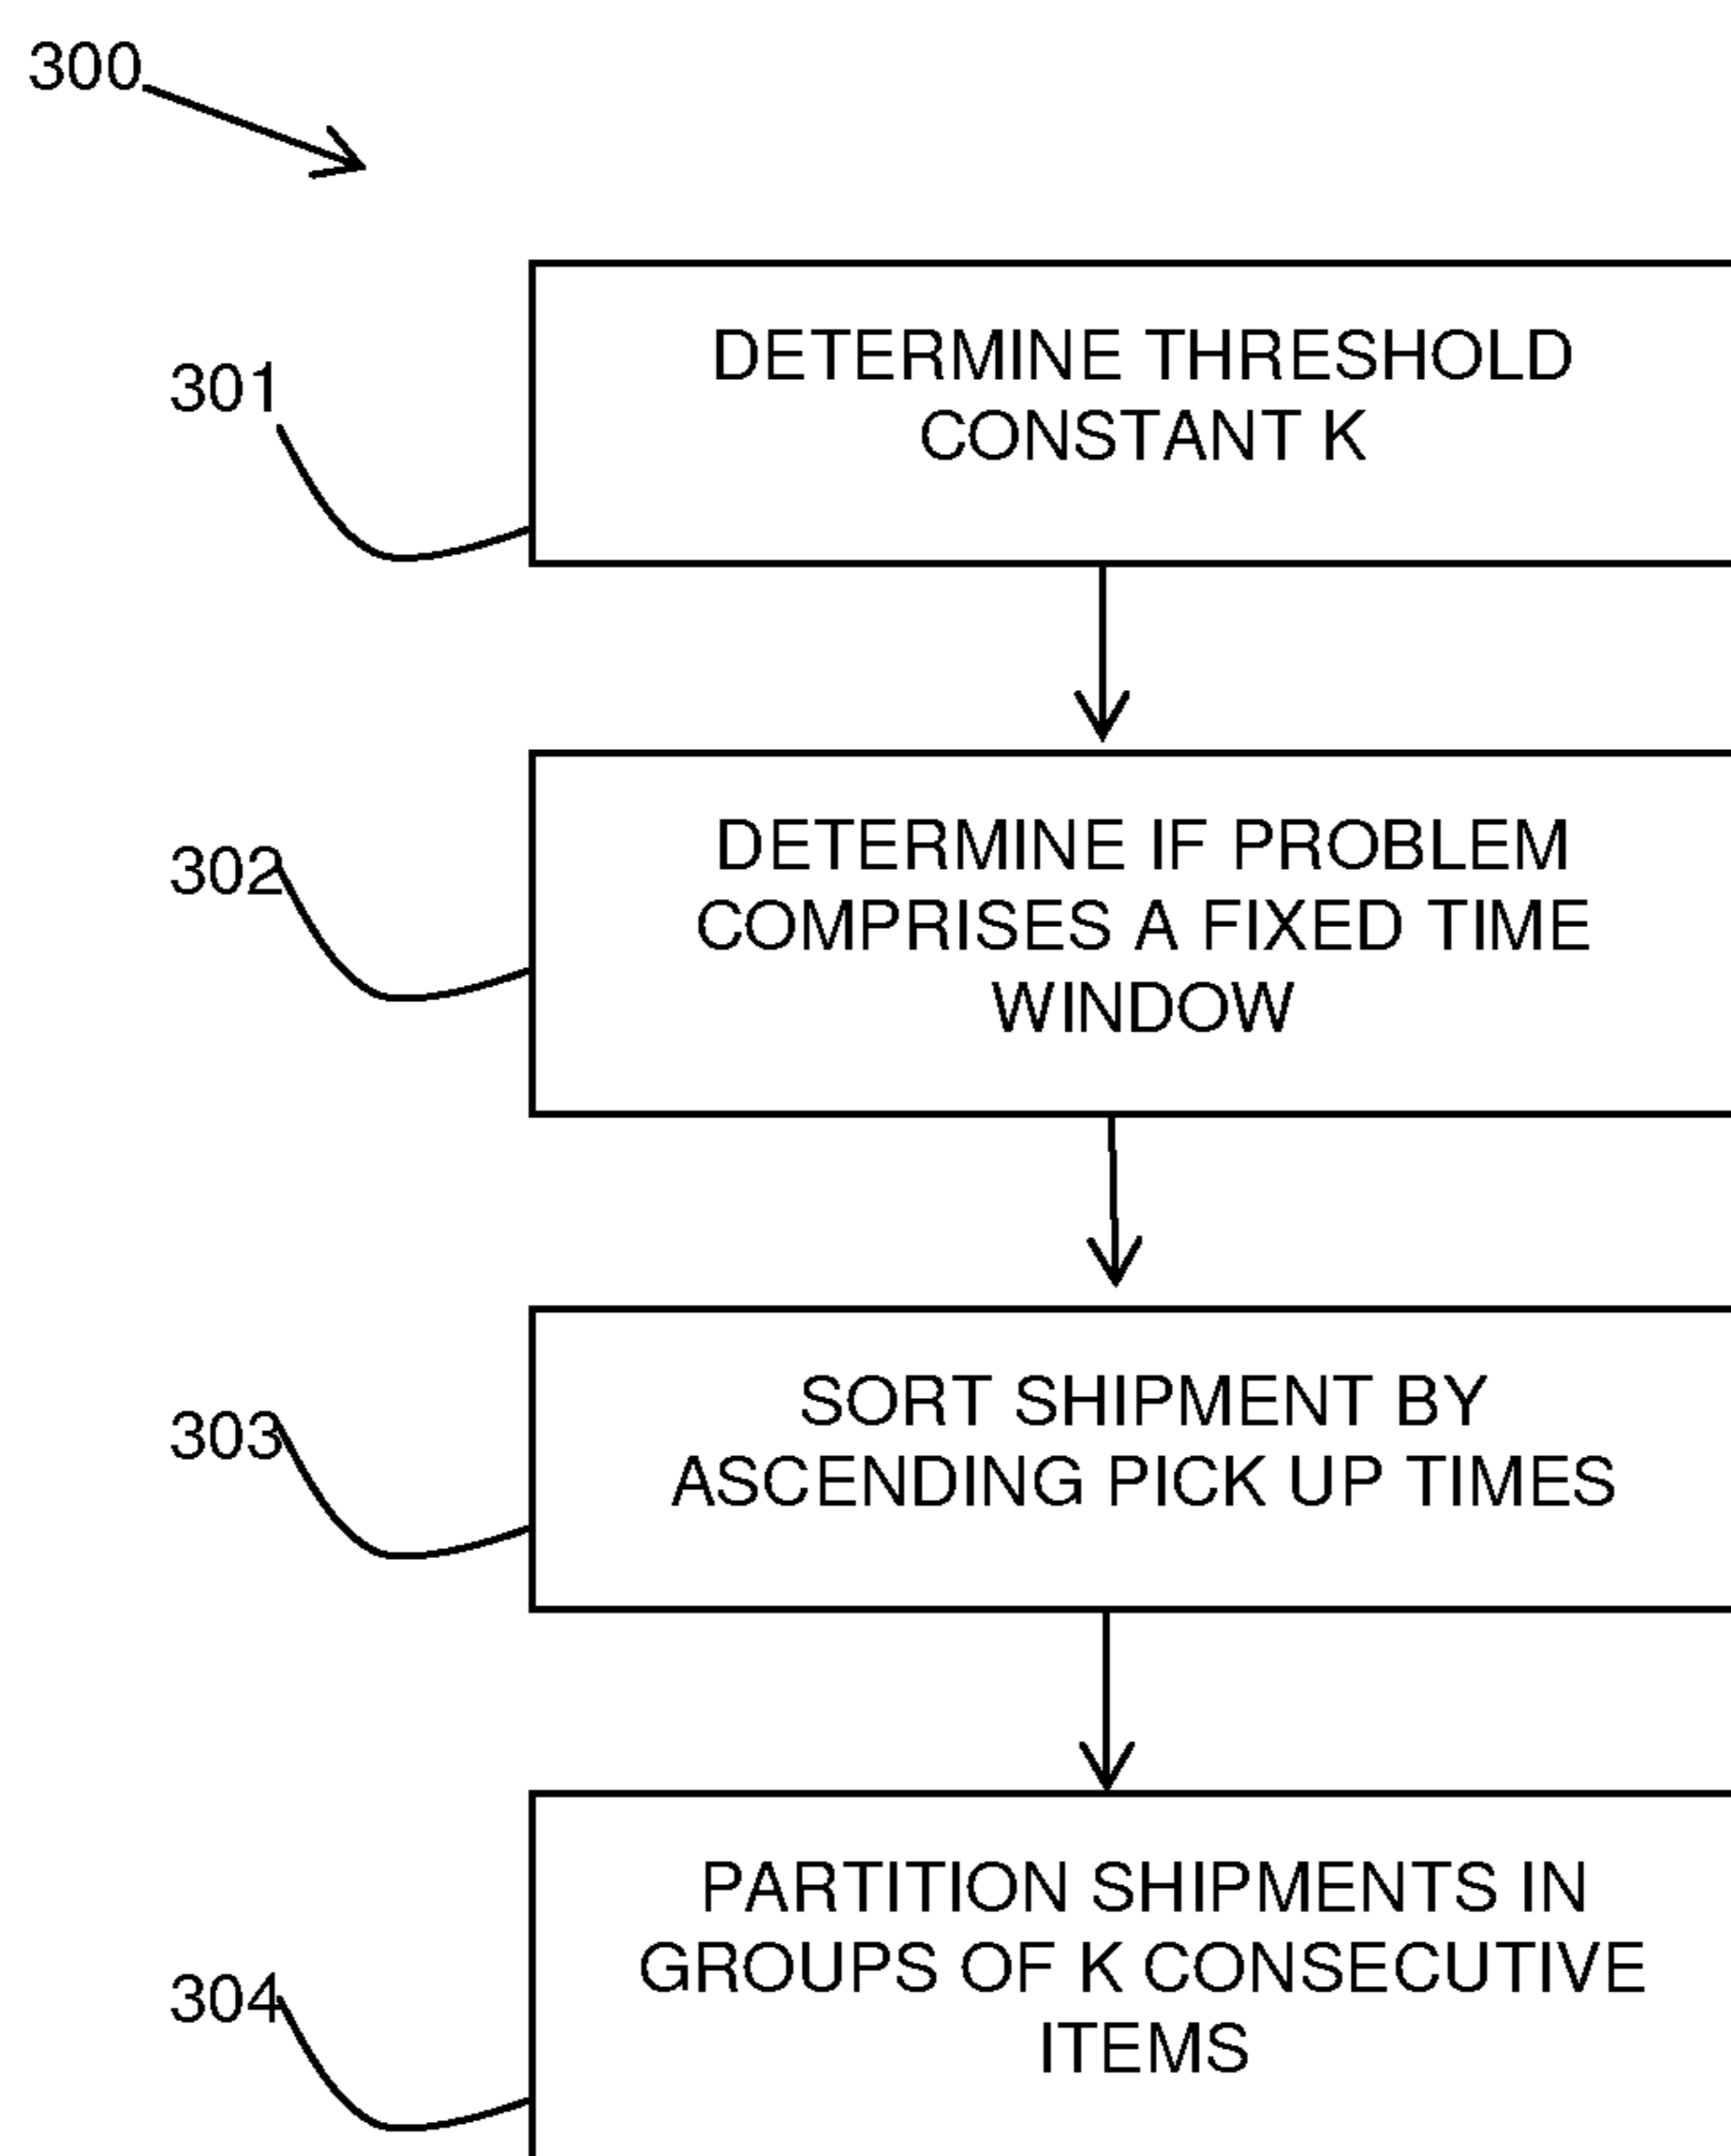 300
301
DETERMINE THRESHOLD
CONSTANT K
302
DETERMINE IF PROBLEM
COMPRISES A FIXED TIME
WINDOW
303
SORT SHIPMENT BY
ASCENDING PICK UP TIMES
304
PARTITION SHIPMENTS IN
GROUPS OF K CONSECUTIVE
ITEMS